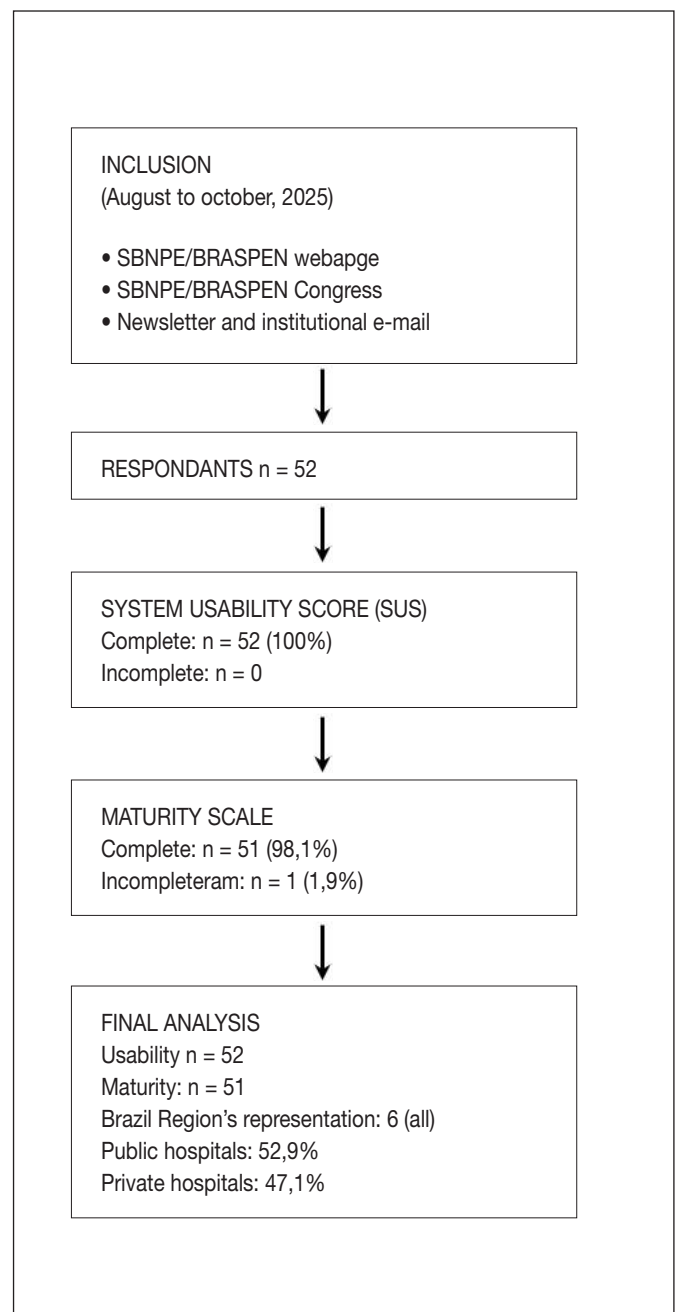 INCLUSION
(August to october, 2025)
• SBNPE/BRASPEN webapge
• SBNPE/BRASPEN Congress
• Newsletter and institutional e-mail
RESPONDANTS n = 52
SYSTEM USABILITY SCORE (SUS)
Complete: n = 52 (100%)
Incomplete: n = 0
MATURITY SCALE
Complete: n = 51 (98,1%)
Incompleteram: n = 1 (1,9%)
FINAL ANALYSIS
Usability n = 52
Maturity: n = 51
Brazil Region’s representation: 6 (all)
Public hospitals: 52,9%
Private hospitals: 47,1%